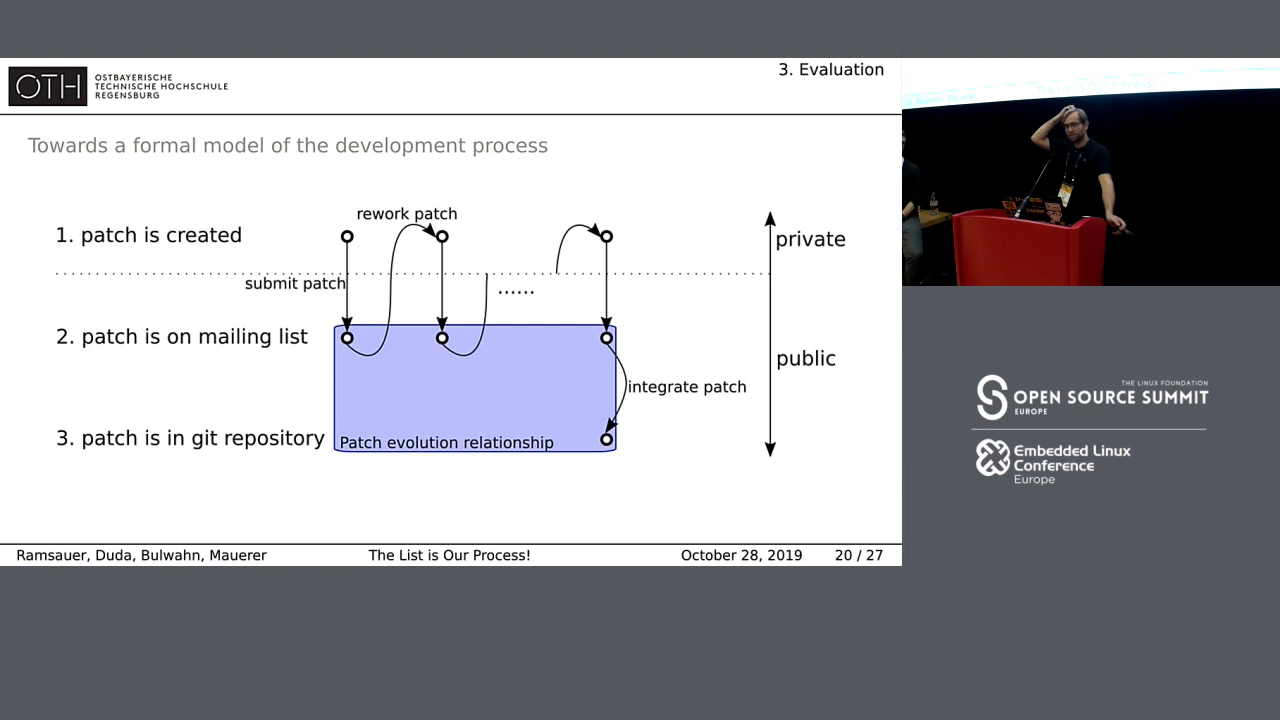 3. Evaluation
OTH
OSTBAYERISCHE
TECHNISCHE HOCHSCHULE
REGENSBURG
Towards a formal model of the development process
rework patch
1. patch is created
private
submit patch
......
2. patch is on mailing list
public
integrate patch
3. patch is in git repository
Patch evolution relationship
Ramsauer, Duda, Bulwahn, Mauerer
The List is Our Process!
October 28, 2019
20 / 27
THE LINUX FOUNDATION
OPEN SOURCE SUMMIT
EUROPE
Embedded Linux
Conference
Europe